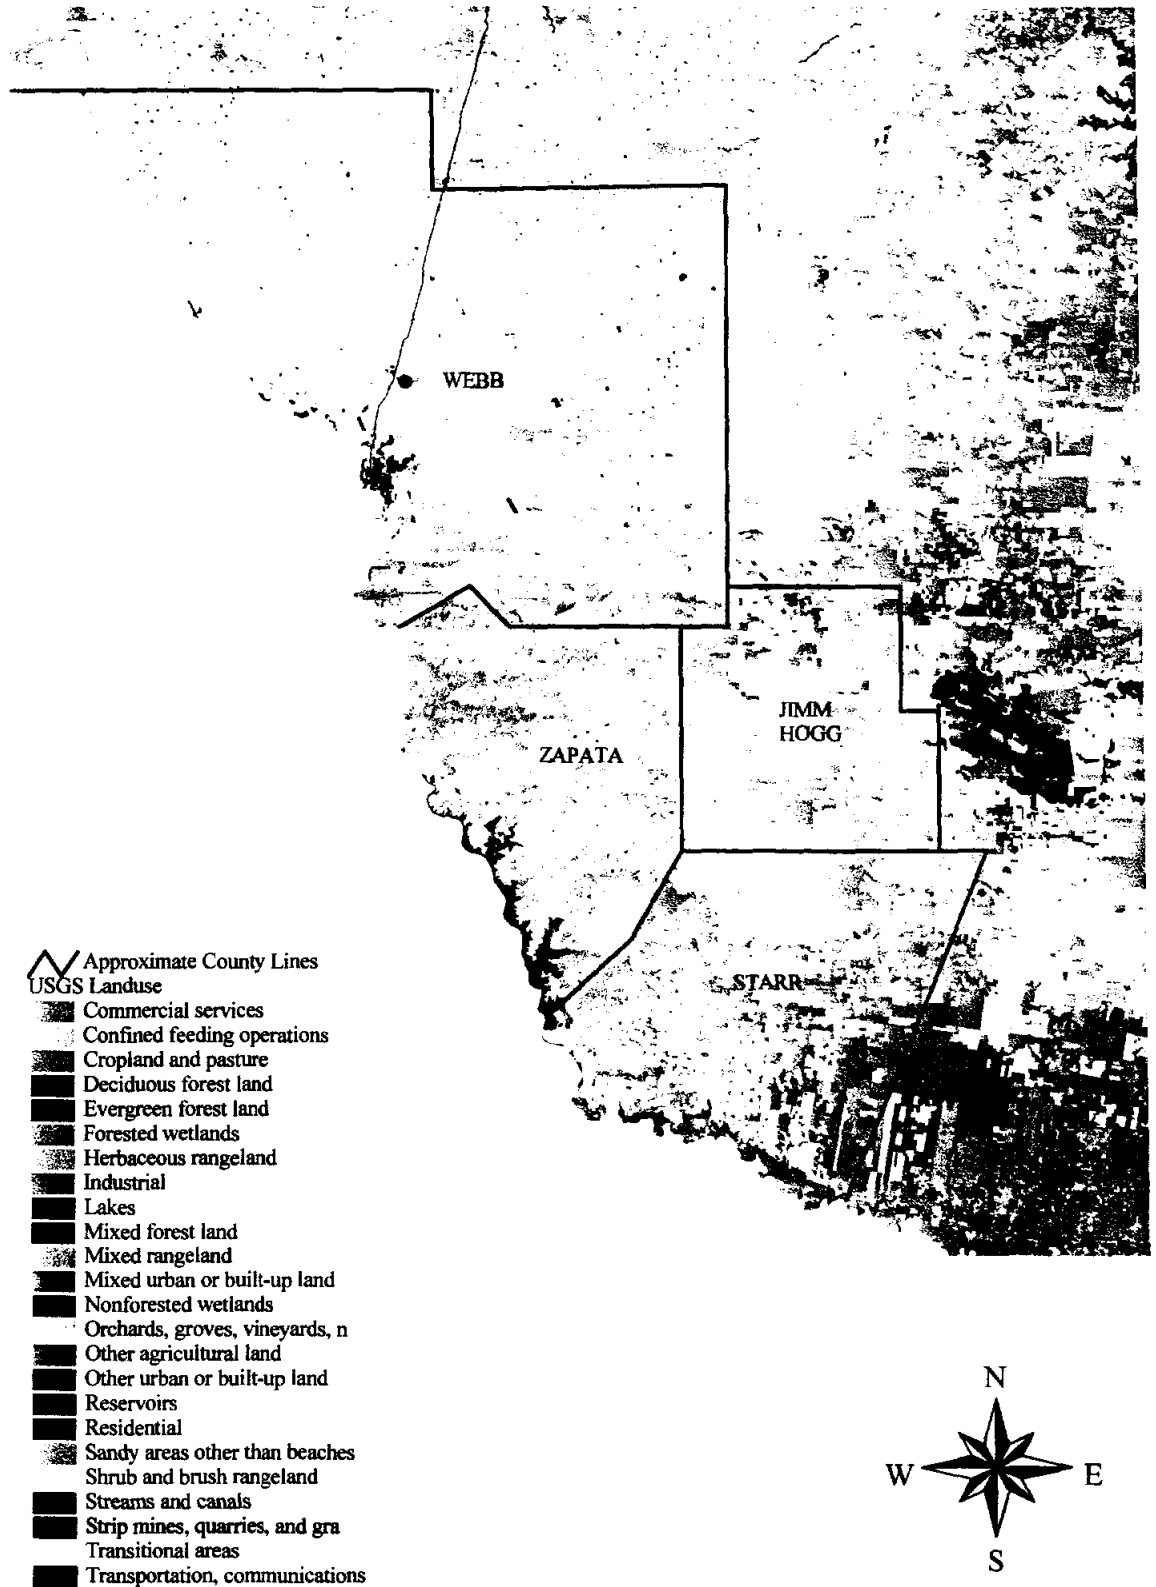 WEBB
JIMM
HOGG
ZAPATA
STARR
Approximate County Lines
USGS Landuse
Commercial services
Confined feeding operations
Cropland and pasture
Deciduous forest land
Evergreen forest land
Forested wetlands
Herbaceous rangeland
Industrial
Lakes
Mixed forest land
Mixed rangeland
Mixed urban or built-up land
Nonforested wetlands
Orchards, groves, vineyards, n
Other agricultural land
Other urban or built-up land
Reservoirs
Residential
Sandy areas other than beaches
Shrub and brush rangeland
Streams and canals
Strip mines, quarries, and gra
Transitional areas
Transportation, communications
N
W E
S